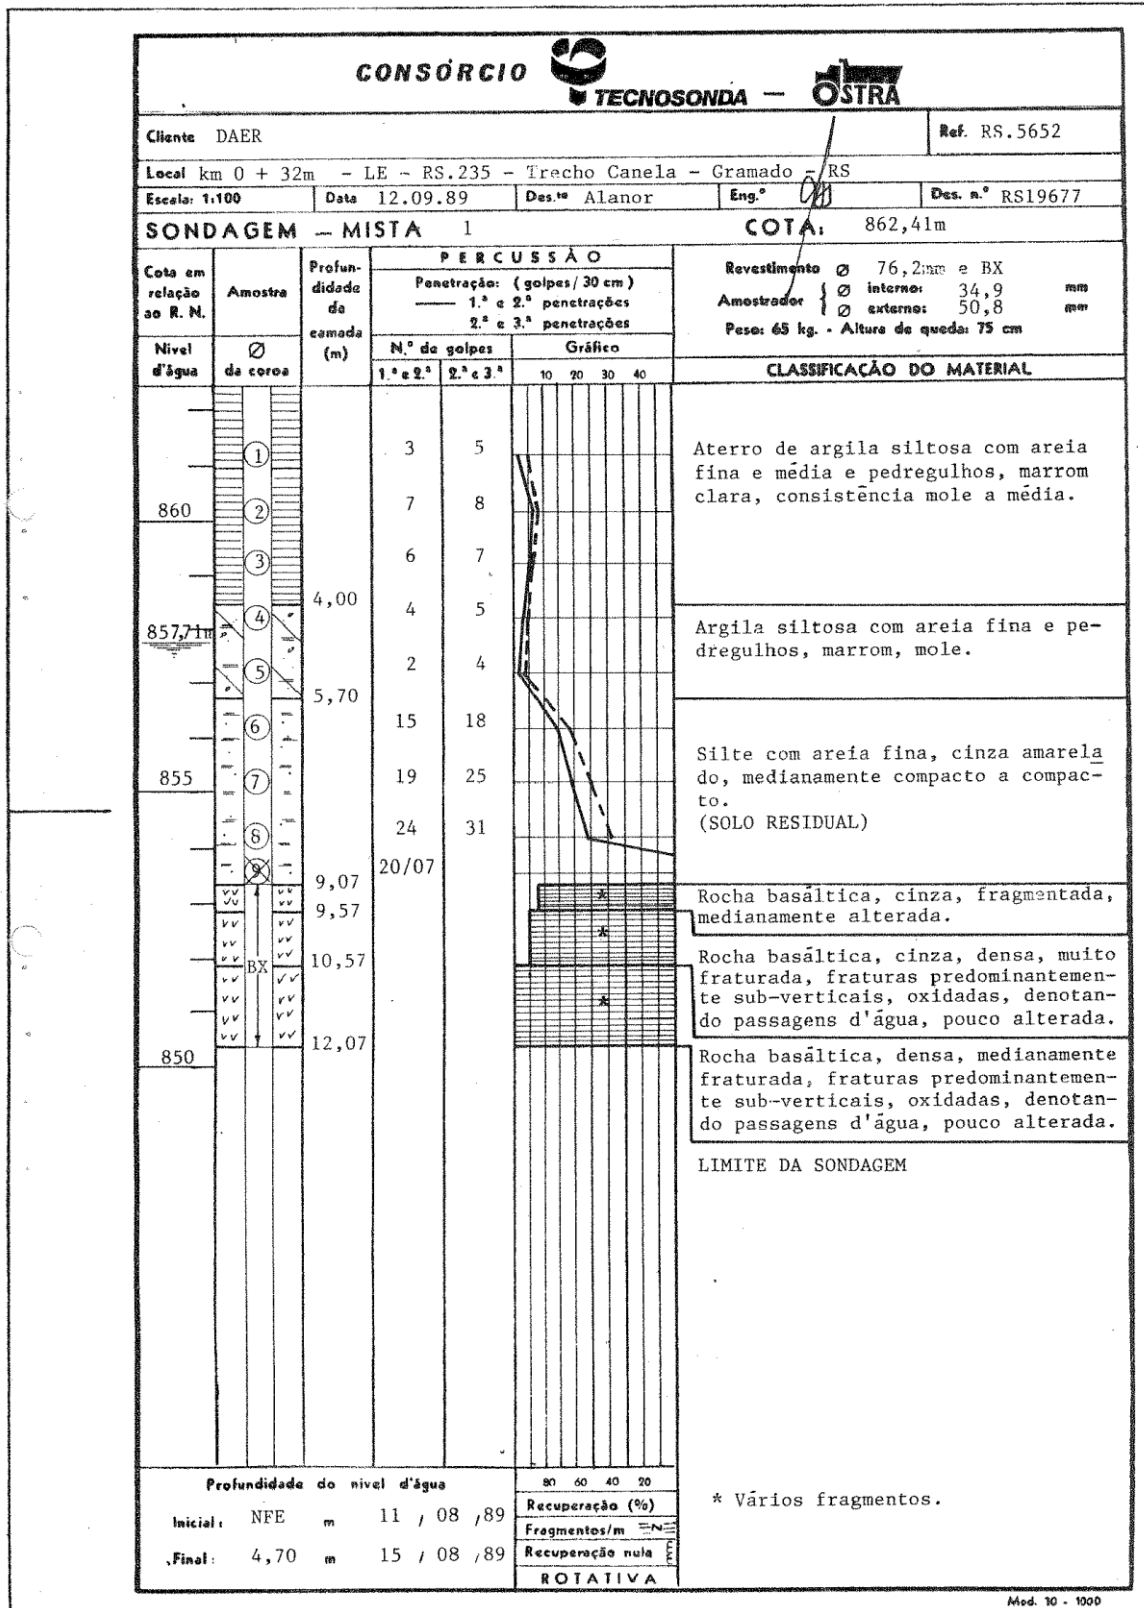 CONSÓRCIO TECNOSONDA — OSTRA
Cliente DAER
Ref. RS.5652
Local km 0 + 32m - LE - RS.235 - Trecho Canela - Gramado - RS
Escala: 1:100 Data 12.09.89 Des.to Alanor Eng.º Des. n.º RS19677
SONDAGEM — MISTA 1 COTA: 862,41m
Cota em relação ao R. N.
Amostra
Profundidade da camada (m)
PERCUSSÃO
Penetração: (golpes/30 cm)
1.ª e 2.ª penetrações
2.ª e 3.ª penetrações
Revestimento Ø 76,2mm e BX
Amostrador
Ø interno: 34,9 mm
Ø externo: 50,8 mm
Peso: 65 kg. - Altura de queda: 75 cm
Nível d'água
Ø da coroa
N.º de golpes
Gráfico
1.ª e 2.ª 2.ª e 3.ª
10 20 30 40
CLASSIFICAÇÃO DO MATERIAL
1 3 5
Aterro de argila siltosa com areia
fina e média e pedregulhos, marrom
clara, consistência mole a média.
860 2 7 8
3 6 7
4,00
4 4 5
857,71m
Argila siltosa com areia fina e pe-
dregulhos, marrom, mole.
5 2 4
5,70
6 15 18
Silte com areia fina, cinza amarela
do, medianamente compacto a compac-
to.
(SOLO RESIDUAL)
855 7 19 25
8 24 31
9 20/07
9,07
Rocha basáltica, cinza, fragmentada,
medianamente alterada.
*
9,57
*
10,57
Rocha basáltica, cinza, densa, muito
fraturada, fraturas predominantemen-
te sub-verticais, oxidadas, denotan-
do passagens d'água, pouco alterada.
BX
*
12,07
850
Rocha basáltica, densa, medianamente
fraturada, fraturas predominantemen-
te sub-verticais, oxidadas, denotan-
do passagens d'água, pouco alterada.
LIMITE DA SONDAGEM
Profundidade do nível d'água
Inicial: NFE m 11 / 08 /89
Final: 4,70 m 15 / 08 /89
80 60 40 20
Recuperação (%)
Fragmentos/m N
Recuperação nula
ROTATIVA
* Vários fragmentos.
Mod. 10 - 1000